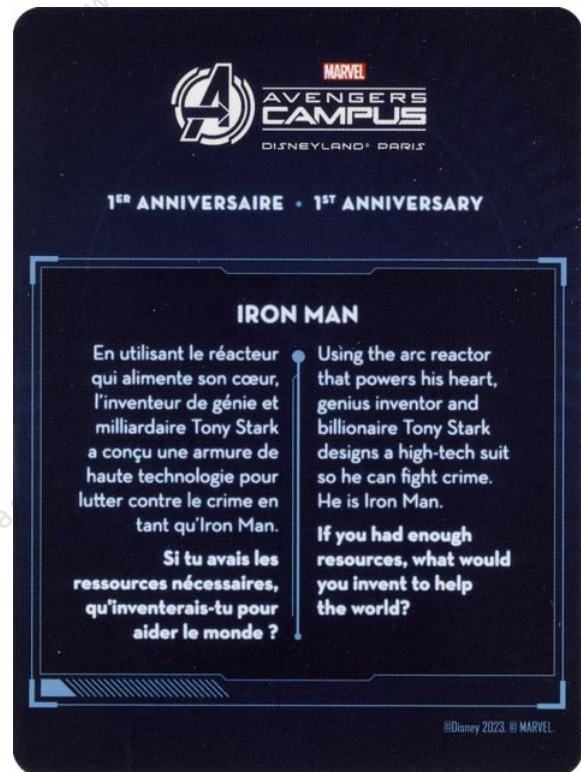 MARVEL
AVENGERS
CAMPUS
DISNEYLAND® PARIS
1ER ANNIVERSAIRE • 1ST ANNIVERSARY
IRON MAN
En utilisant le réacteur
qui alimente son cœur,
l'inventeur de génie et
milliardaire Tony Stark
a conçu une armure de
haute technologie pour
lutter contre le crime en
tant qu'Iron Man.
Si tu avais les
ressources nécessaires,
qu'inventerais-tu pour
aider le monde ?
Using the arc reactor
that powers his heart,
genius inventor and
billionaire Tony Stark
designs a high-tech suit
so he can fight crime.
He is Iron Man.
If you had enough
resources, what would
you invent to help
the world?
©Disney 2023. © MARVEL.